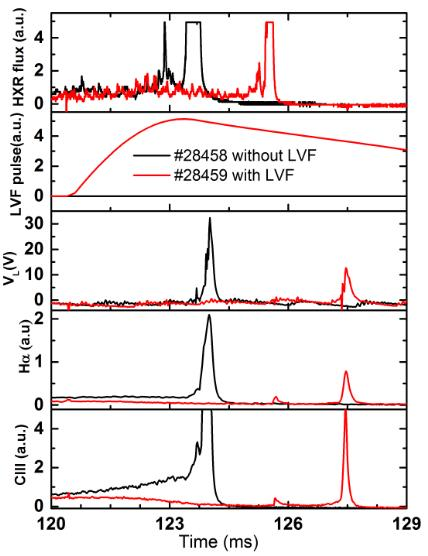 HXR flux (a.u.)
4
2
0
LVF pulse(a.u.)
4
2
0
#28458 without LVF
#28459 with LVF
V_L(V)
30
20
10
0
Hα (a.u)
2
1
0
CIII (a.u.)
4
2
0
120 123 126 129
Time (ms)